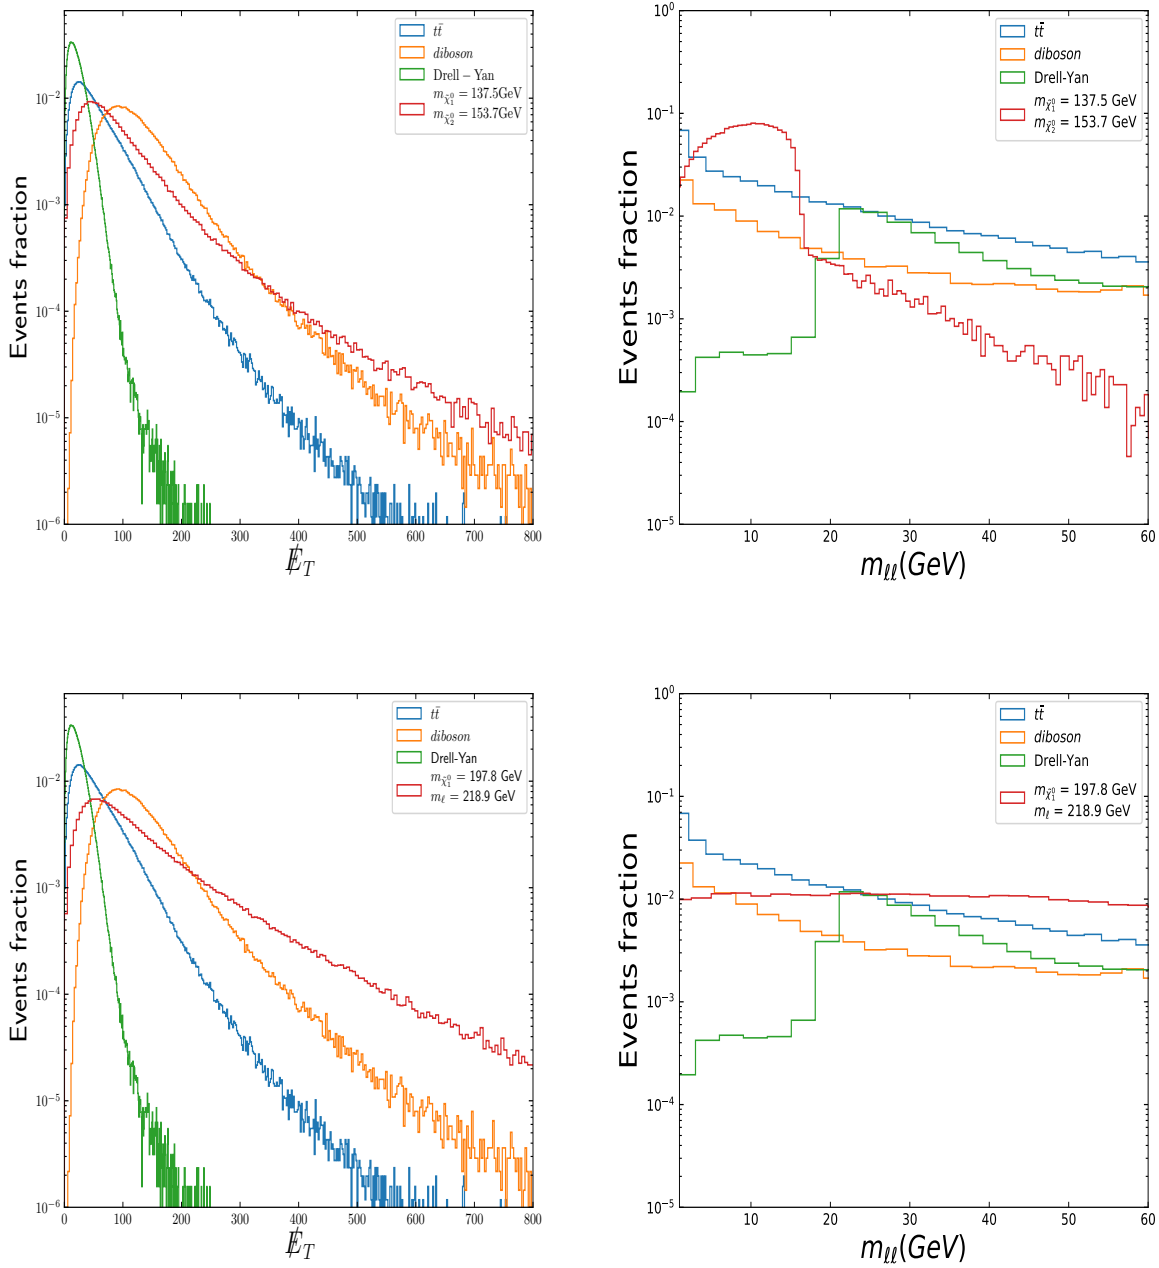 Events fraction
10⁻²
10⁻³
10⁻⁴
10⁻⁵
10⁻⁶
0 100 200 300 400 500 600 700 800
E̸_T
tt̄
diboson
Drell − Yan
m_χ̃₁⁰ = 137.5GeV
m_χ̃₂⁰ = 153.7GeV
Events fraction
10⁰
10⁻¹
10⁻²
10⁻³
10⁻⁴
10⁻⁵
10 20 30 40 50 60
m_ℓℓ(GeV)
tt̄
diboson
Drell-Yan
m_χ̃₁⁰ = 137.5 GeV
m_χ̃₂⁰ = 153.7 GeV
Events fraction
10⁻²
10⁻³
10⁻⁴
10⁻⁵
10⁻⁶
0 100 200 300 400 500 600 700 800
E̸_T
tt̄
diboson
Drell-Yan
m_χ̃₁⁰ = 197.8 GeV
m_ℓ̃ = 218.9 GeV
Events fraction
10⁰
10⁻¹
10⁻²
10⁻³
10⁻⁴
10⁻⁵
10 20 30 40 50 60
m_ℓℓ(GeV)
tt̄
diboson
Drell-Yan
m_χ̃₁⁰ = 197.8 GeV
m_ℓ̃ = 218.9 GeV